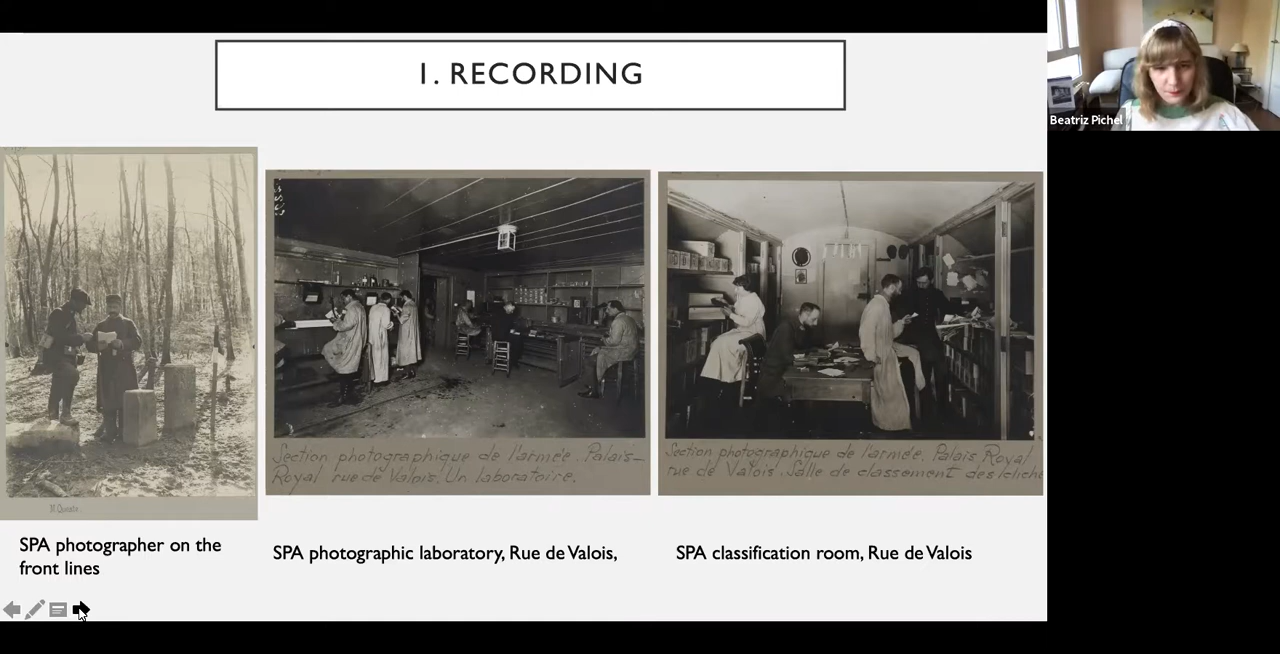 1. RECORDING
Beatriz Pichel
Section photographique de l'armée. Palais-
Royal rue de Valois. Un laboratoire.
Section photographique de l'armée. Palais Royal
rue de Valois. Salle de classement des cliché
SPA photographer on the
front lines
SPA photographic laboratory, Rue de Valois,
SPA classification room, Rue de Valois